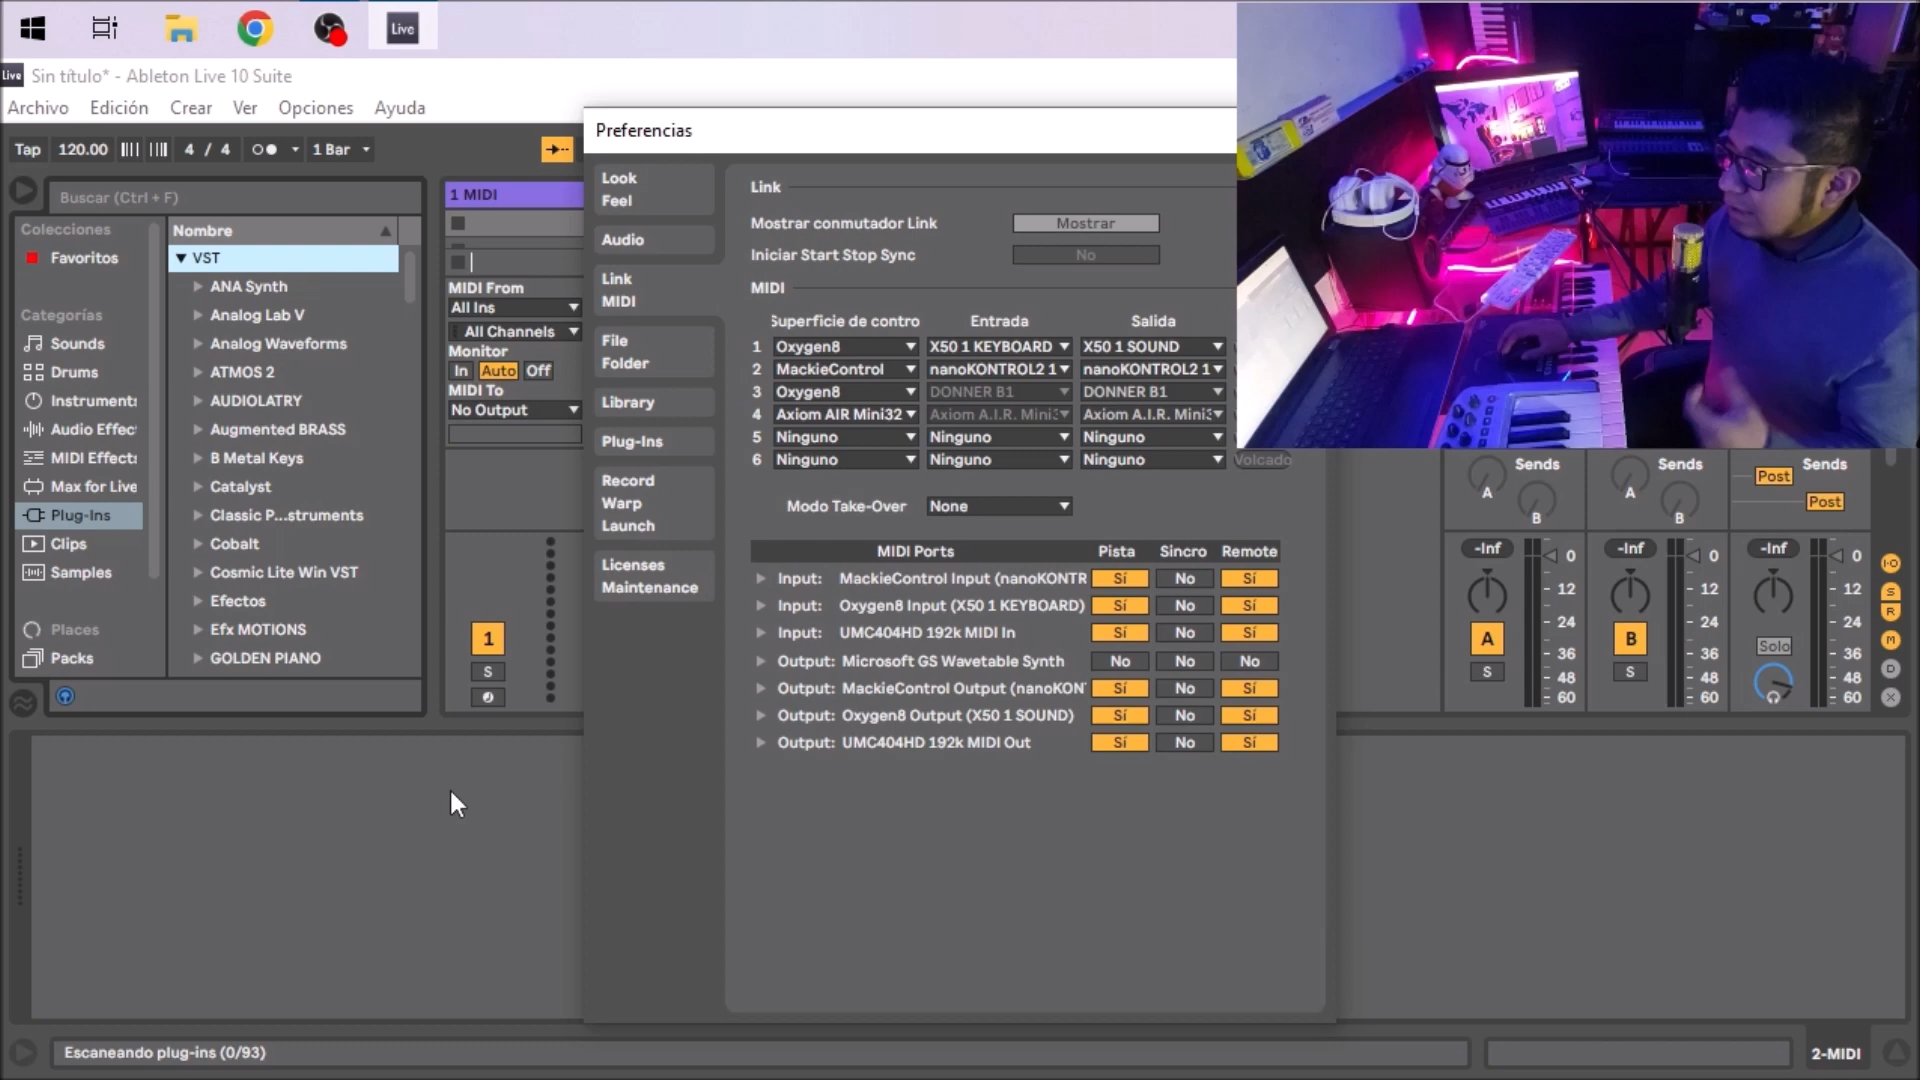 Live
Live Sin título* - Ableton Live 10 Suite
Archivo Edición Crear Ver Opciones Ayuda
Tap 120.00 4 / 4 1 Bar
Buscar (Ctrl + F)
Colecciones
Favoritos
Categorías
Sounds
Drums
Instruments
Audio Effec
MIDI Effects
Max for Live
Plug-Ins
Clips
Samples
Places
Packs
Nombre
VST
ANA Synth
Analog Lab V
Analog Waveforms
ATMOS 2
AUDIOLATRY
Augmented BRASS
B Metal Keys
Catalyst
Classic P...struments
Cobalt
Cosmic Lite Win VST
Efectos
Efx MOTIONS
GOLDEN PIANO
1 MIDI
MIDI From
All Ins
All Channels
Monitor
In Auto Off
MIDI To
No Output
1
S
Preferencias
Look
Feel
Audio
Link
MIDI
File
Folder
Library
Plug-Ins
Record
Warp
Launch
Licenses
Maintenance
Link
Mostrar conmutador Link Mostrar
Iniciar Start Stop Sync No
MIDI
Superficie de contro Entrada Salida
1 Oxygen8 X50 1 KEYBOARD X50 1 SOUND
2 MackieControl nanoKONTROL2 1 nanoKONTROL2 1
3 Oxygen8 DONNER B1 DONNER B1
4 Axiom AIR Mini32 Axiom A.I.R. Mini3 Axiom A.I.R. Mini3
5 Ninguno Ninguno Ninguno
6 Ninguno Ninguno Ninguno Volcado
Modo Take-Over None
MIDI Ports Pista Sincro Remote
Input: MackieControl Input (nanoKONTR Sí No Sí
Input: Oxygen8 Input (X50 1 KEYBOARD) Sí No Sí
Input: UMC404HD 192k MIDI In Sí No Sí
Output: Microsoft GS Wavetable Synth No No No
Output: MackieControl Output (nanoKON Sí No Sí
Output: Oxygen8 Output (X50 1 SOUND) Sí No Sí
Output: UMC404HD 192k MIDI Out Sí No Sí
Sends Sends Sends
A A Post
B B Post
-Inf -Inf -Inf
0 0 0
12 12 12
24 24 24
36 36 36
48 48 48
60 60 60
A B Solo
S S
I·O
S
R
M
D
X
Escaneando plug-ins (0/93)
2-MIDI